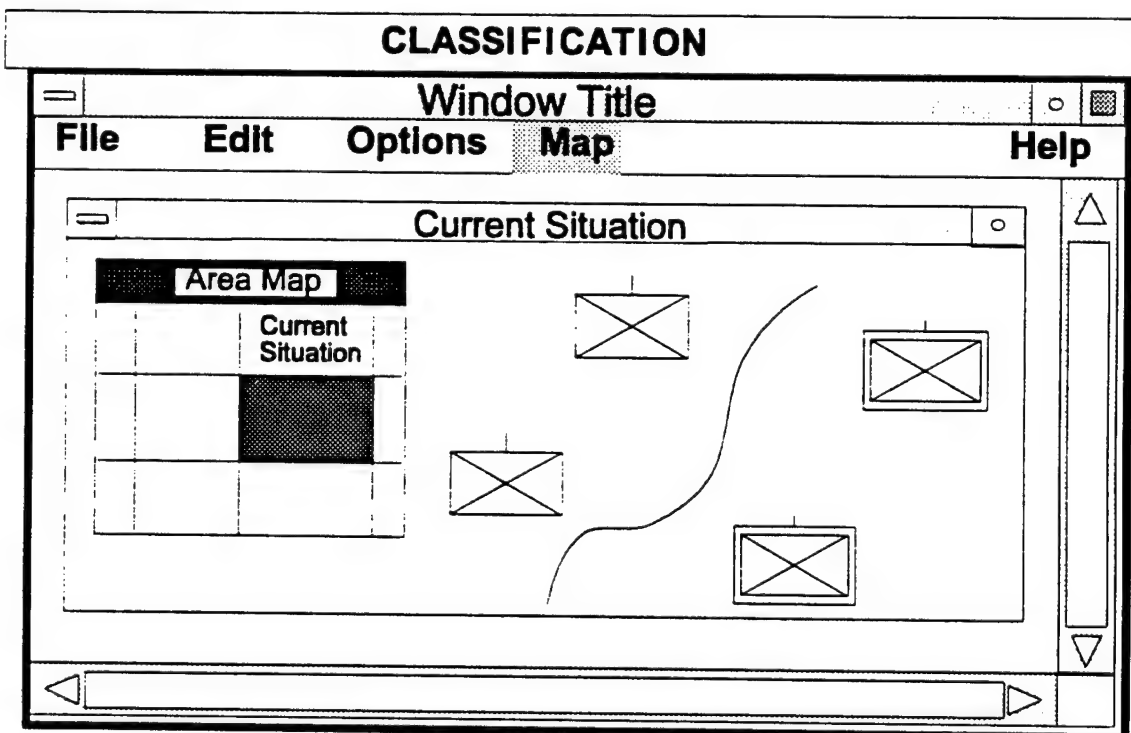 CLASSIFICATION
Window Title
File Edit Options Map Help
Current Situation
Area Map
Current
Situation